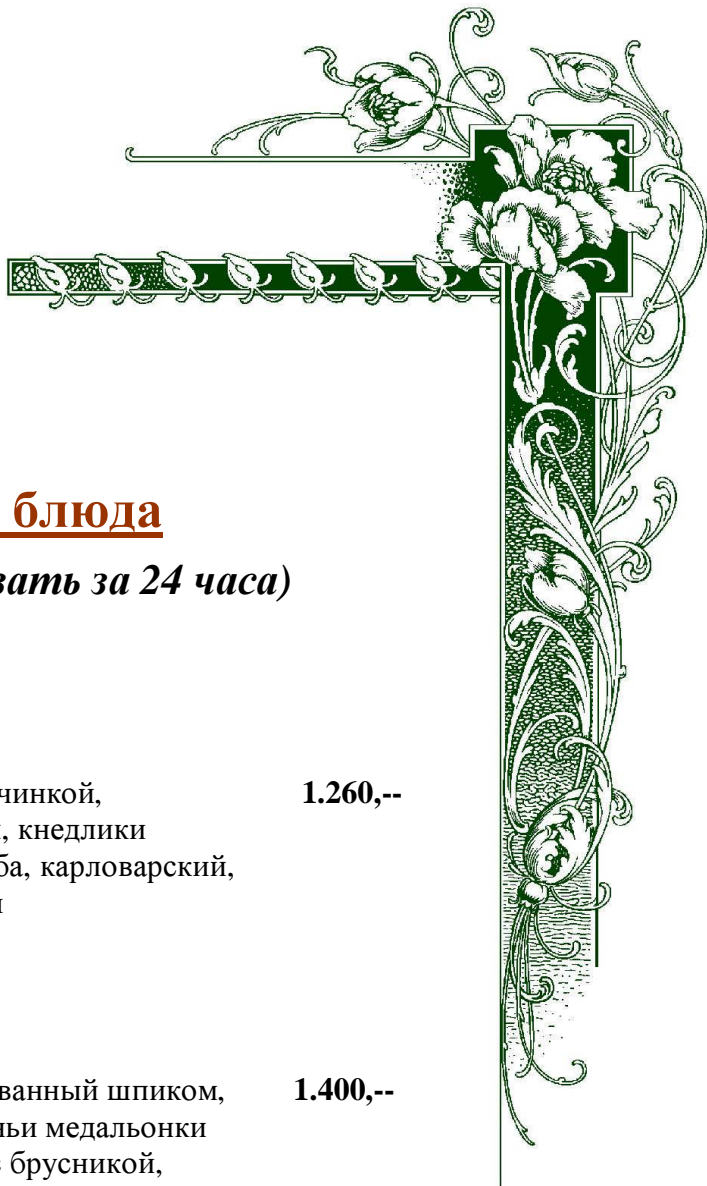 блюда
вать за 24 часа)
чинкой, 1.260,--
, кнедлики
ба, карловарский,
ванный шпиком, 1.400,--
ьи медальонки
брусникой,